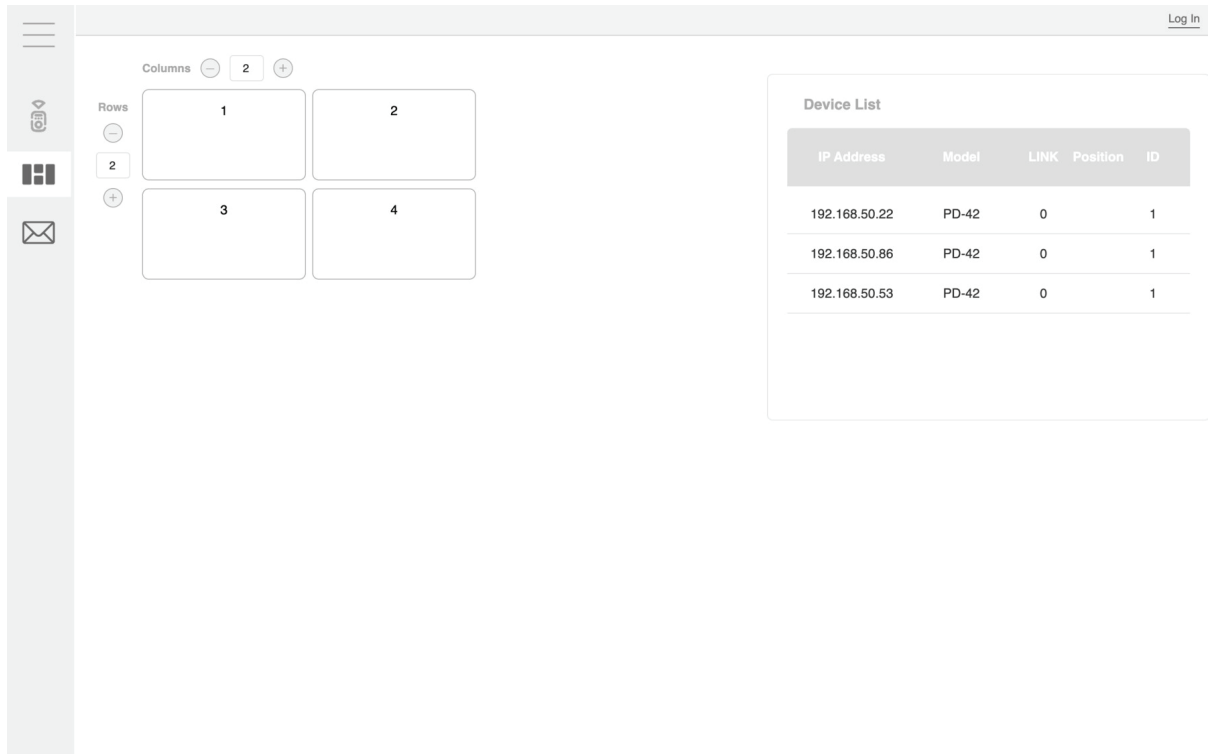 Log In
Columns 2
Rows
2
1 2
3 4
Device List
IP Address Model LINK Position ID
192.168.50.22 PD-42 0 1
192.168.50.86 PD-42 0 1
192.168.50.53 PD-42 0 1